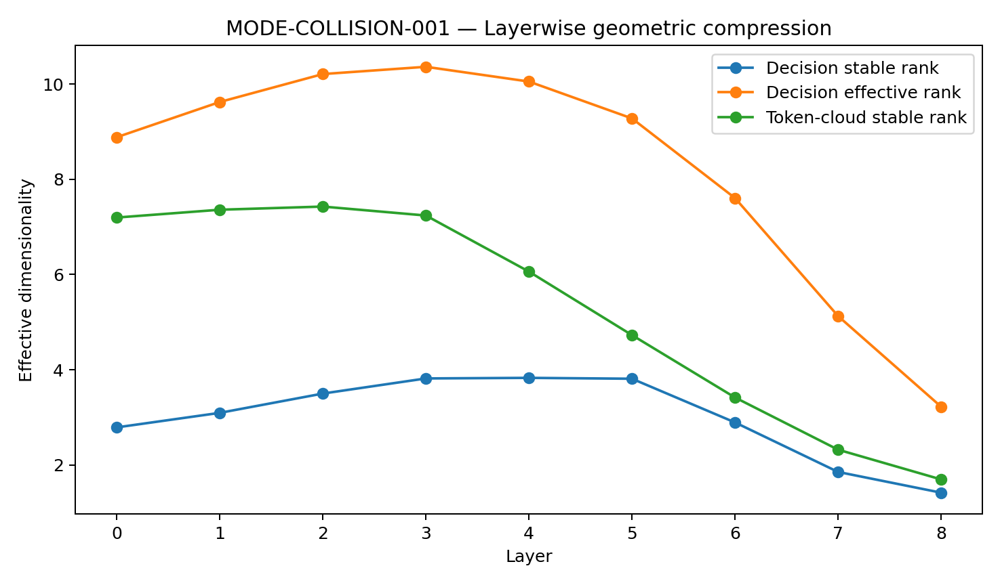 MODE-COLLISION-001 — Layerwise geometric compression
Decision stable rank
Decision effective rank
Token-cloud stable rank
Effective dimensionality
10
8
6
4
2
0 1 2 3 4 5 6 7 8
Layer